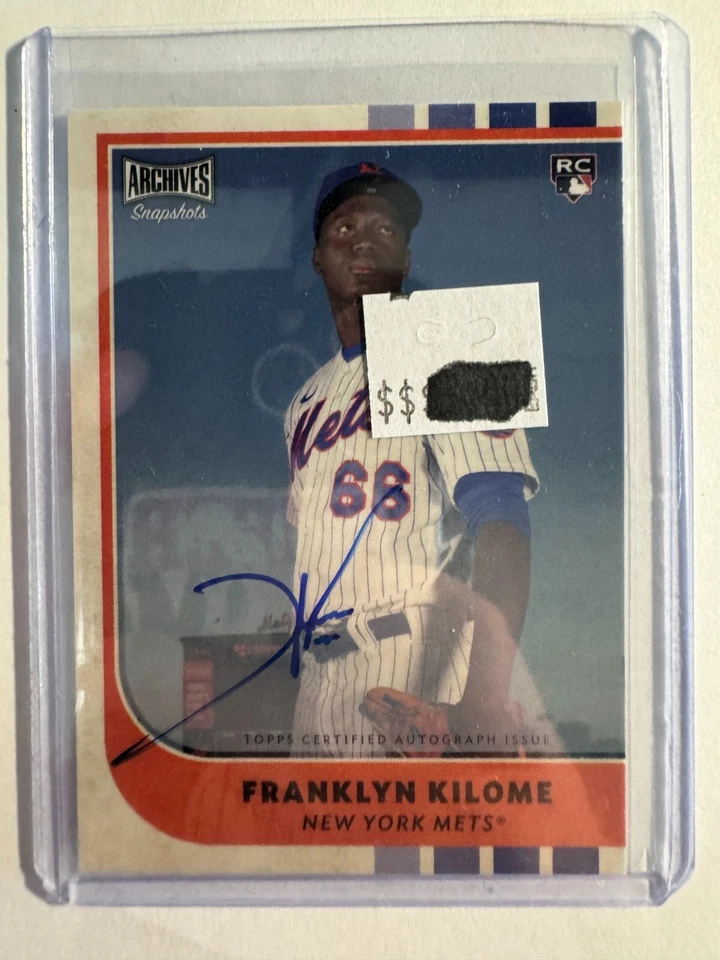 ARCHIVES
Snapshots
RC
$$
Mets
66
TOPPS CERTIFIED AUTOGRAPH ISSUE
FRANKLYN KILOME
NEW YORK METS®